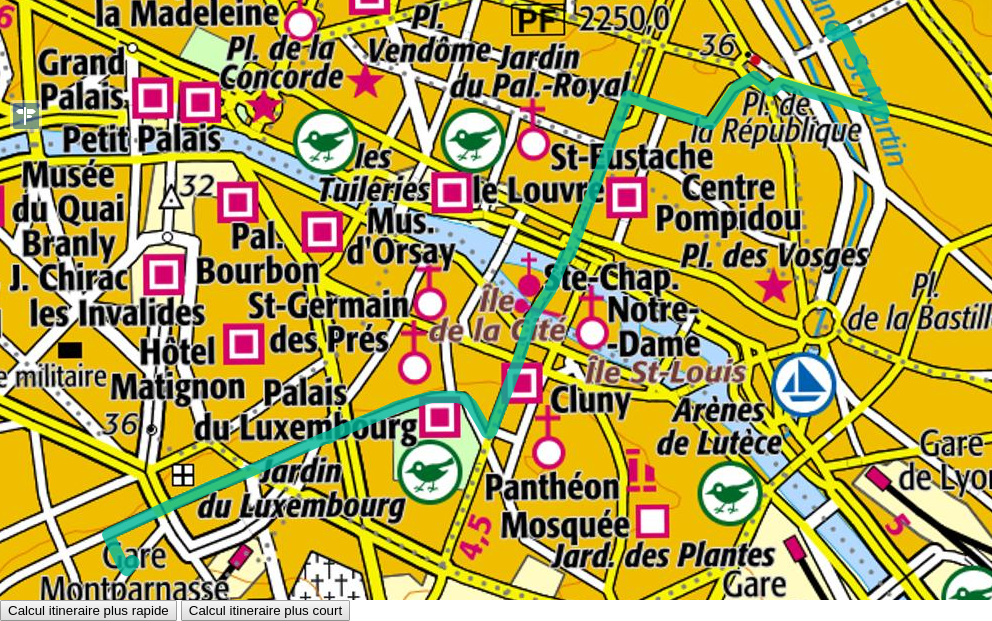 la Madeleine
Pl.
PF 2250,0
6
Pl. de la
Concorde
Vendôme
Jardin
du Pal.-Royal
36
St-Martin
Grand
Palais
Petit Palais
Pl. de
la République
les
Tuileries
St-Eustache
le Louvre
Centre
Pompidou
Musée
du Quai
Branly
J. Chirac
32
Pal.
Bourbon
Mus.
d'Orsay
Pl. des Vosges
les Invalides
St-Germain
des Prés
Ste-Chap.
Île
de la Cité
Notre-
-Dame
Pl.
de la Bastill
Hôtel
Matignon
e militaire
Île St-Louis
Palais
du Luxembourg
Cluny
Arènes
de Lutèce
36
Jardin
du Luxembourg
Panthéon
Gare
de Lyon
4,5
Mosquée
5
Jard. des Plantes
Gare
Montparnasse
Gare
Calcul itineraire plus rapide
Calcul itineraire plus court